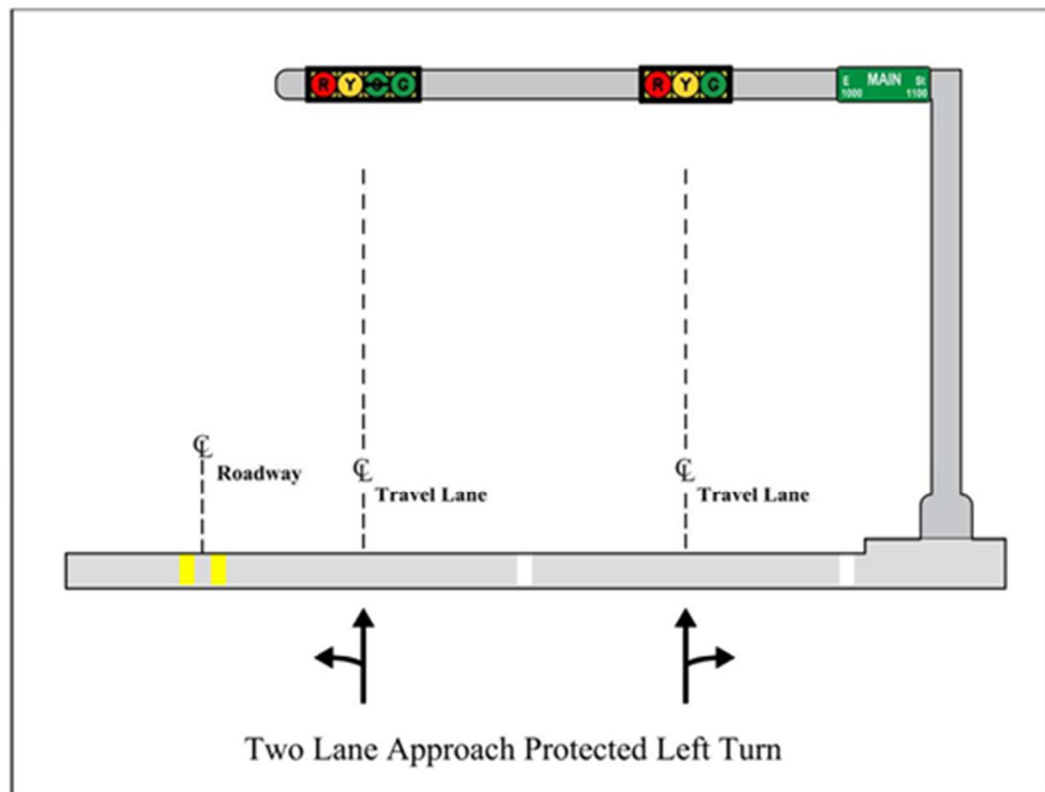 R Y G G
R Y G
E MAIN St
1000 1100
℄
Roadway
℄
Travel Lane
℄
Travel Lane
Two Lane Approach Protected Left Turn